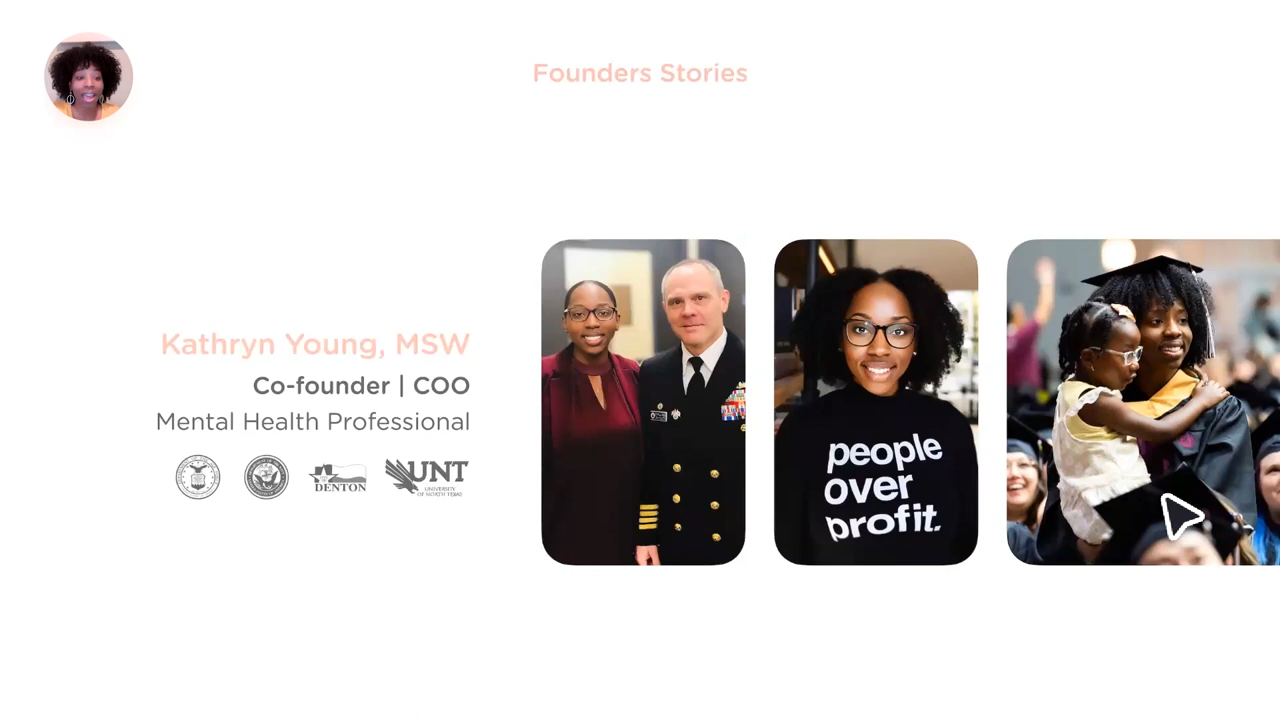 Founders Stories
Kathryn Young, MSW
Co-founder | COO
Mental Health Professional
DENTON
UNT
UNIVERSITY
OF NORTH TEXAS
people
over
profit.